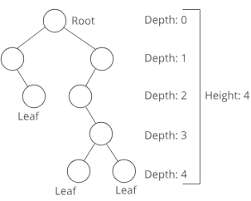 Root
Depth: 0
Depth: 1
Depth: 2
Height: 4
Leaf
Depth: 3
Depth: 4
Leaf
Leaf